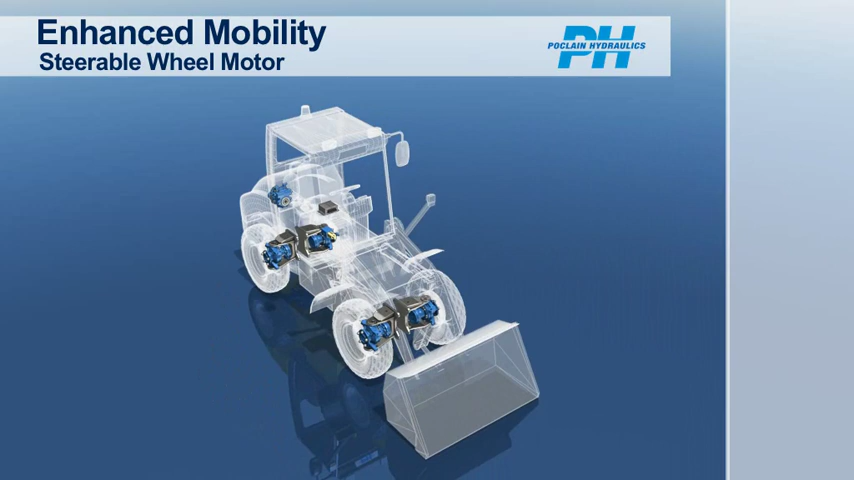 Enhanced Mobility
Steerable Wheel Motor
PH
POCLAIN HYDRAULICS